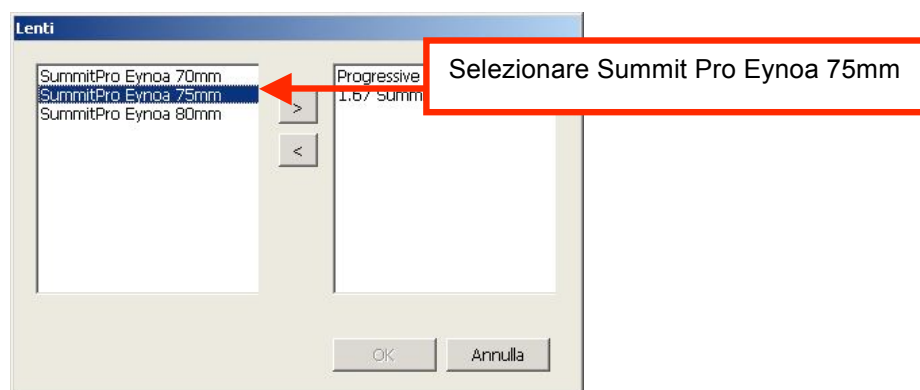 Lenti
Selezionare Summit Pro Eynoa 75mm
SummitPro Eynoa 70mm
SummitPro Eynoa 75mm
SummitPro Eynoa 80mm
>
<
Progressive
1.67 Summ
OK
Annulla